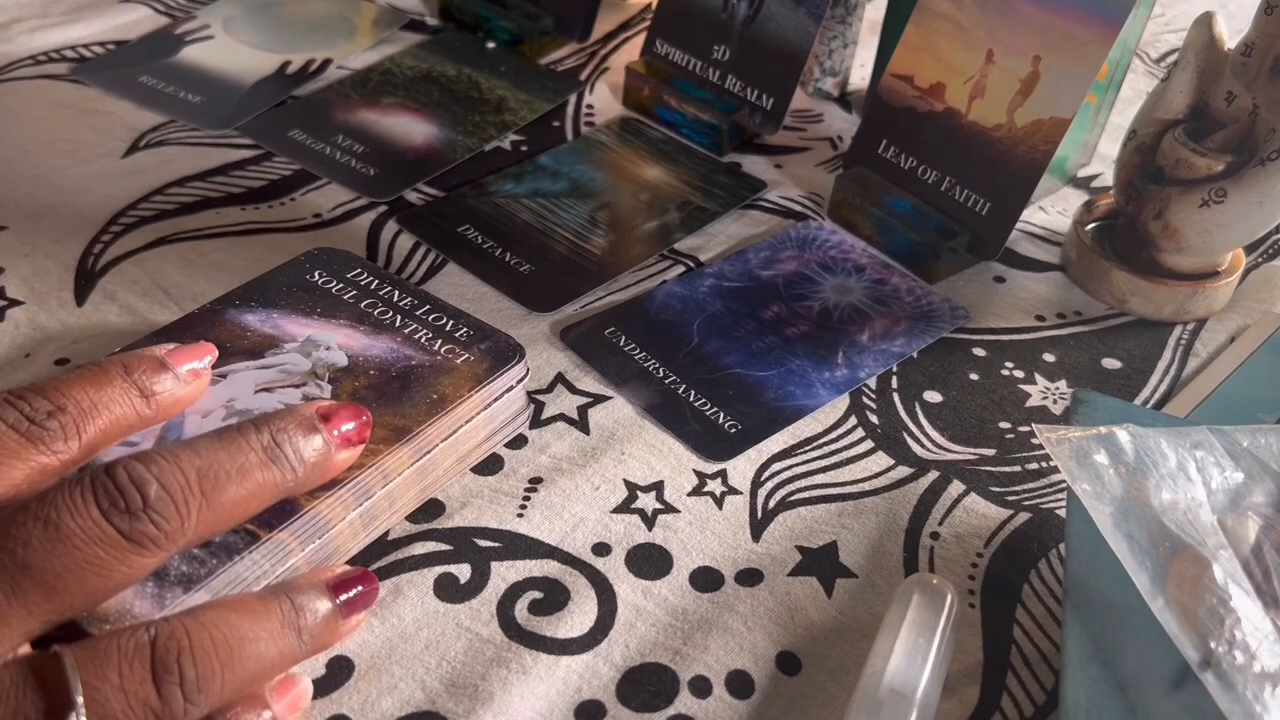 RELEASE
NEW
BEGINNINGS
DISTANCE
UNDERSTANDING
5D
SPIRITUAL REALM
LEAP OF FAITH
DIVINE LOVE
SOUL CONTRACT